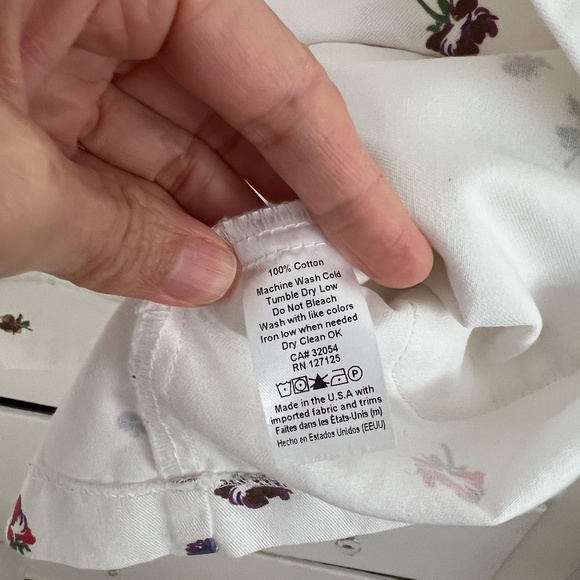 100% Cotton
Machine Wash Cold
Tumble Dry Low
Do Not Bleach
Wash with like colors
Iron low when needed
Dry Clean OK
CA# 32054
RN 127125
P
Made in the U.S.A with
imported fabric and trims
Faites dans les États-Unis (m)
Hecho en Estados Unidos (EEUU)